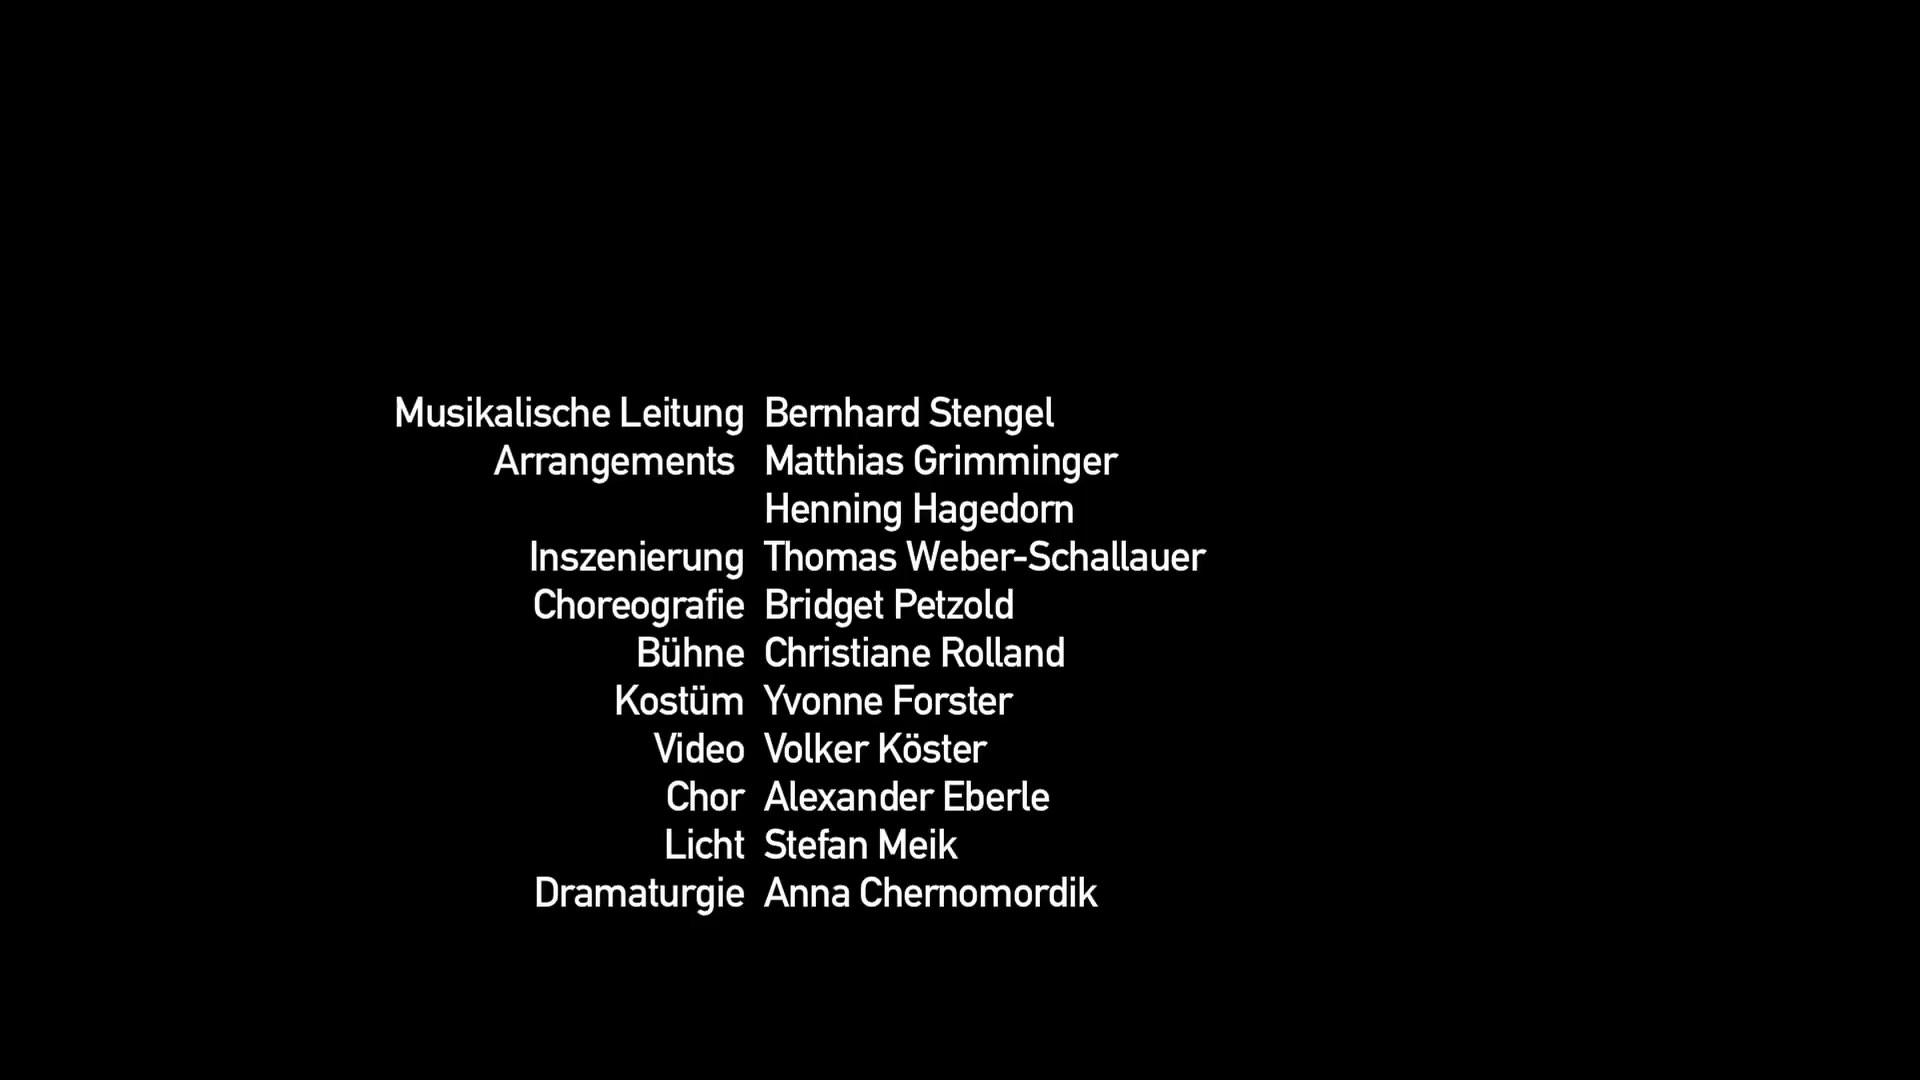 Musikalische Leitung Bernhard Stengel
Arrangements Matthias Grimminger
Henning Hagedorn
Inszenierung Thomas Weber-Schallauer
Choreografie Bridget Petzold
Bühne Christiane Rolland
Kostüm Yvonne Forster
Video Volker Köster
Chor Alexander Eberle
Licht Stefan Meik
Dramaturgie Anna Chernomordik